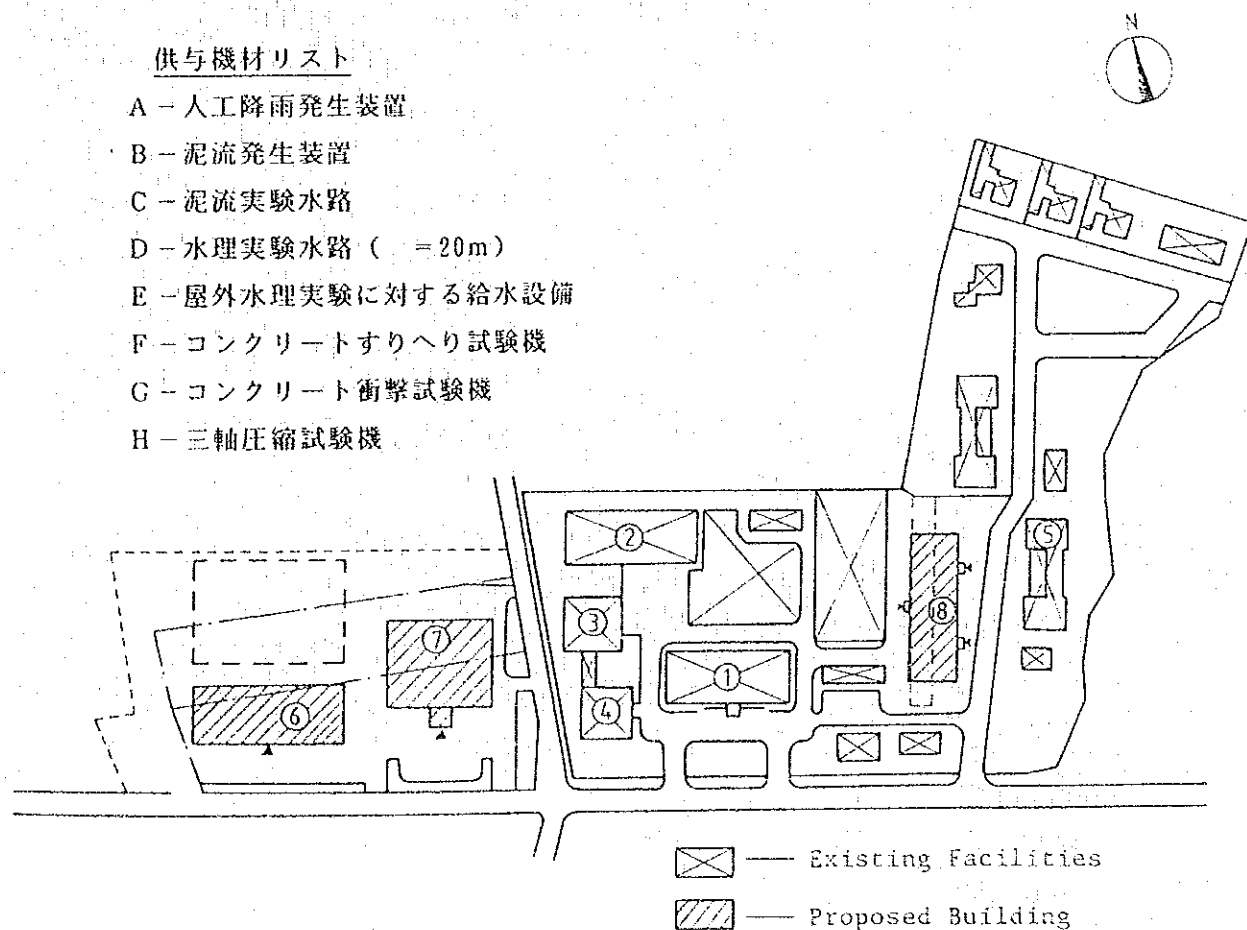 N
供与機材リスト
A－人工降雨発生装置
B－泥流発生装置
C－泥流実験水路
D－水理実験水路（　=20m）
E－屋外水理実験に対する給水設備
F－コンクリートすりへり試験機
G－コンクリート衝撃試験機
H－三軸圧縮試験機
②
⑤
③
⑧
⑦
①
④
⑥
Existing Facilities
Proposed Building